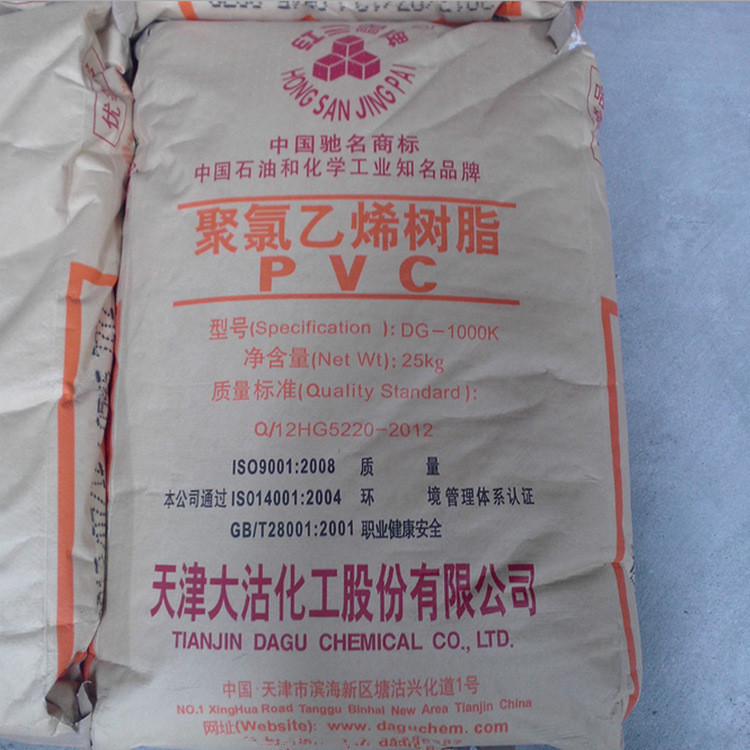 红三晶牌
HONG SAN JING PAI
中国驰名商标
中国石油和化学工业知名品牌
聚氯乙烯树脂
PVC
型号(Specification ): DG-1000K
净含量(Net Wt): 25kg
质量标准(Quality Standard):
Q/12HG5220-2012
ISO9001:2008 质 量
本公司通过 ISO14001:2004 环 境 管理体系认证
GB/T28001:2001 职业健康安全
天津大沽化工股份有限公司
TIANJIN DAGU CHEMICAL CO., LTD.
中国·天津市滨海新区塘沽兴化道1号
NO.1 XingHua Road Tanggu Binhai New Area Tianjin China
网址(Website): www. daguchem. com
优